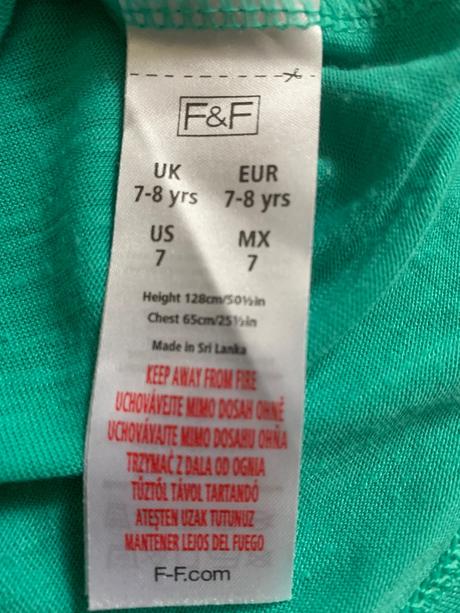 F&F
UK EUR
7-8 yrs 7-8 yrs
US MX
7 7
Height 128cm/50½in
Chest 65cm/25½in
Made in Sri Lanka
KEEP AWAY FROM FIRE
UCHOVÁVEJTE MIMO DOSAH OHNĚ
UCHOVÁVAJTE MIMO DOSAHU OHŇA
TRZYMAĆ Z DALA OD OGNIA
TŰZTŐL TÁVOL TARTANDÓ
ATEŞTEN UZAK TUTUNUZ
MANTENER LEJOS DEL FUEGO
F-F.com